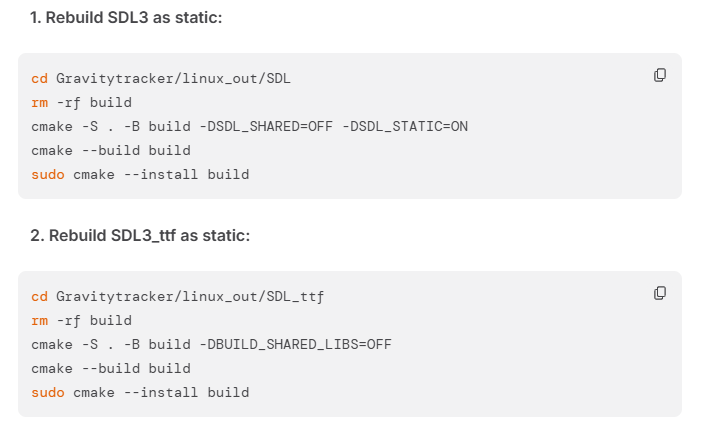 1. Rebuild SDL3 as static:
cd Gravitytracker/linux_out/SDL
rm -rf build
cmake -S . -B build -DSDL_SHARED=OFF -DSDL_STATIC=ON
cmake --build build
sudo cmake --install build
2. Rebuild SDL3_ttf as static:
cd Gravitytracker/linux_out/SDL_ttf
rm -rf build
cmake -S . -B build -DBUILD_SHARED_LIBS=OFF
cmake --build build
sudo cmake --install build